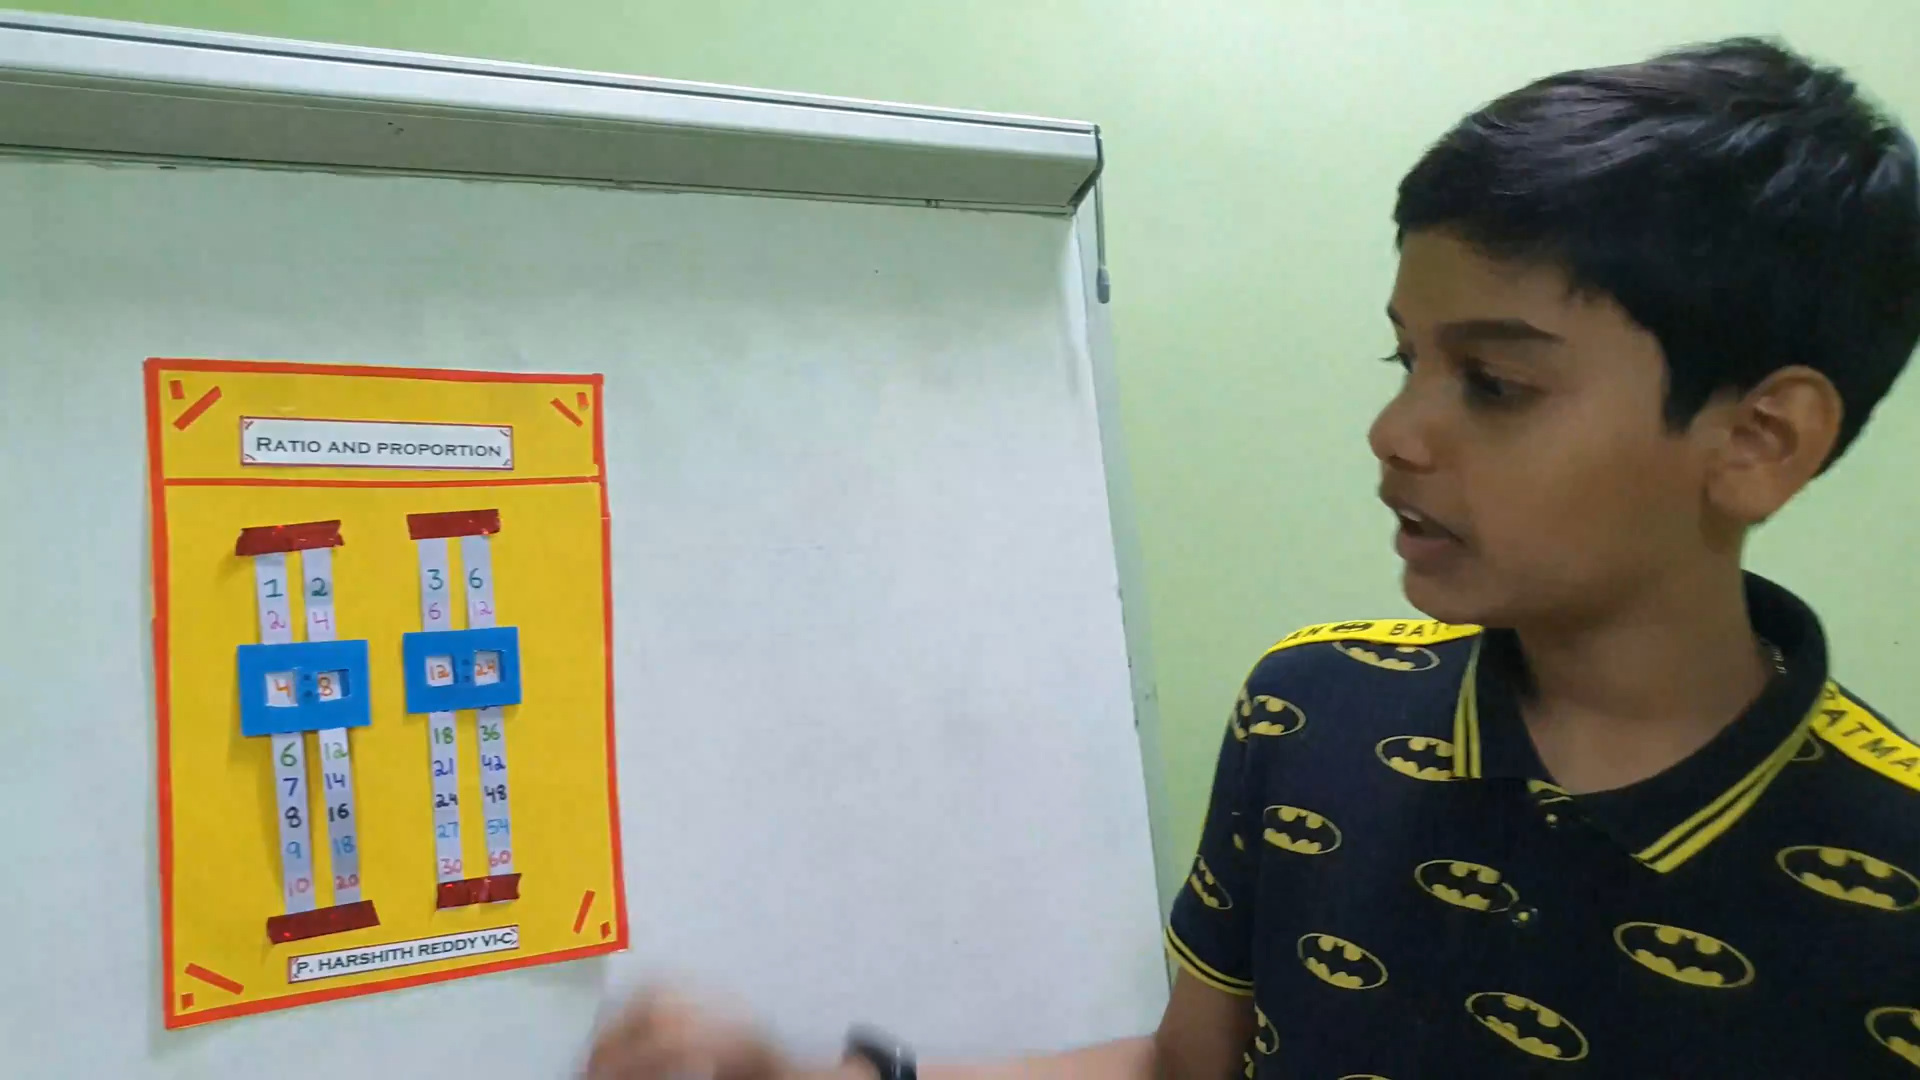 RATIO AND PROPORTION
1 2
2 4
4 : 8
6 12
7 14
8 16
9 18
10 20
3 6
6 12
12 : 24
18 36
21 42
24 48
27 54
30 60
P. HARSHITH REDDY VI-C
BAT
BATMA